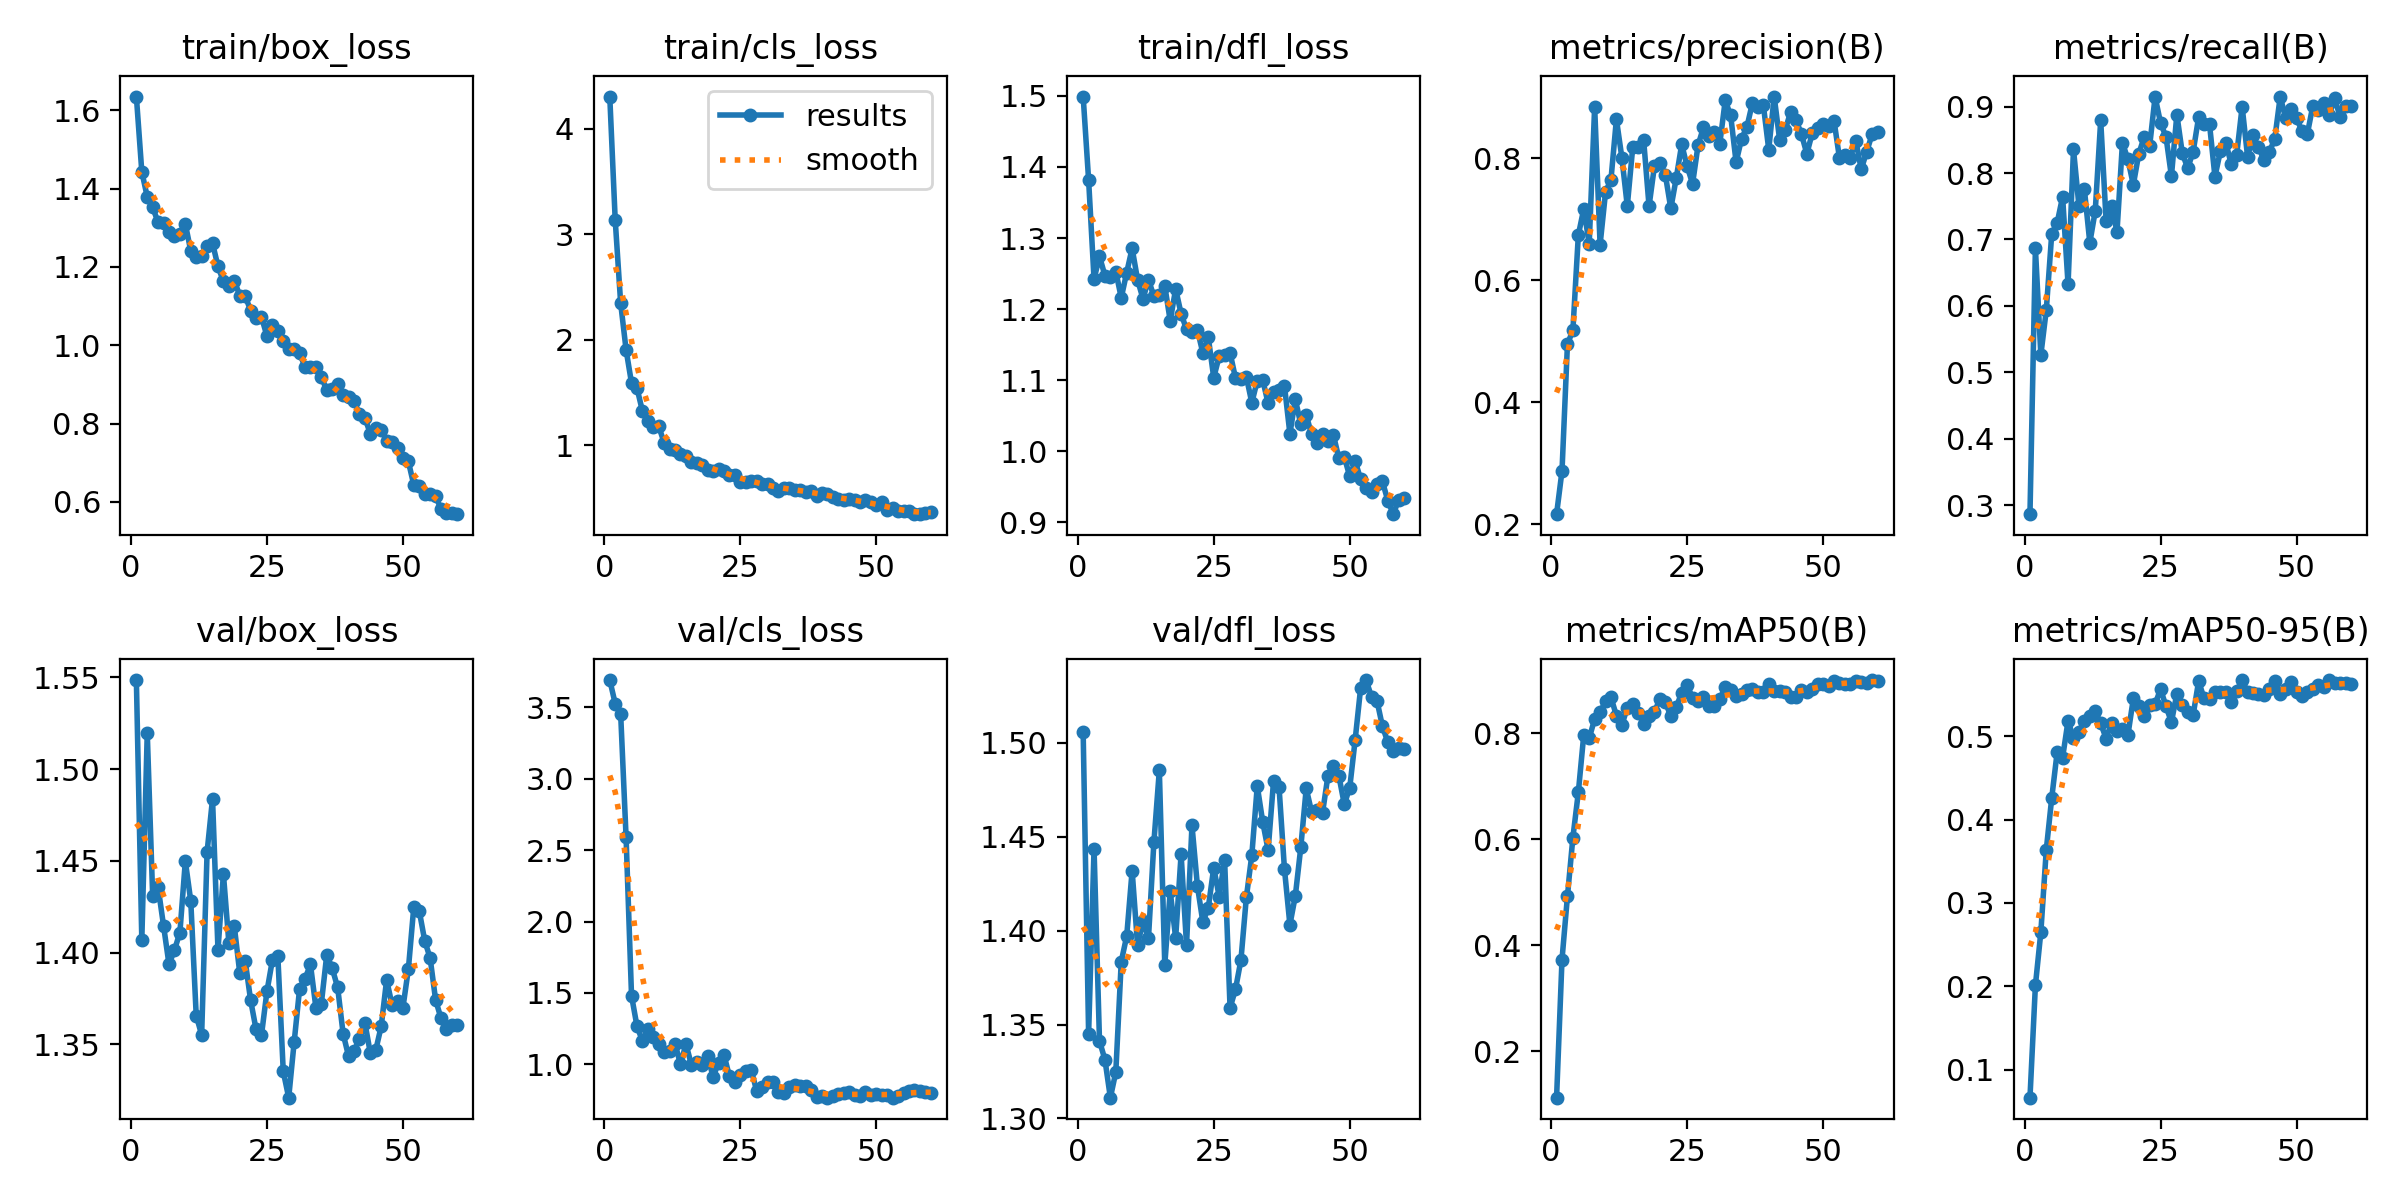 train/box_loss
1.6
1.4
1.2
1.0
0.8
0.6
0 25 50
train/cls_loss
results
smooth
4
3
2
1
0 25 50
train/dfl_loss
1.5
1.4
1.3
1.2
1.1
1.0
0.9
0 25 50
metrics/precision(B)
0.8
0.6
0.4
0.2
0 25 50
metrics/recall(B)
0.9
0.8
0.7
0.6
0.5
0.4
0.3
0 25 50
val/box_loss
1.55
1.50
1.45
1.40
1.35
0 25 50
val/cls_loss
3.5
3.0
2.5
2.0
1.5
1.0
0 25 50
val/dfl_loss
1.50
1.45
1.40
1.35
1.30
0 25 50
metrics/mAP50(B)
0.8
0.6
0.4
0.2
0 25 50
metrics/mAP50-95(B)
0.5
0.4
0.3
0.2
0.1
0 25 50